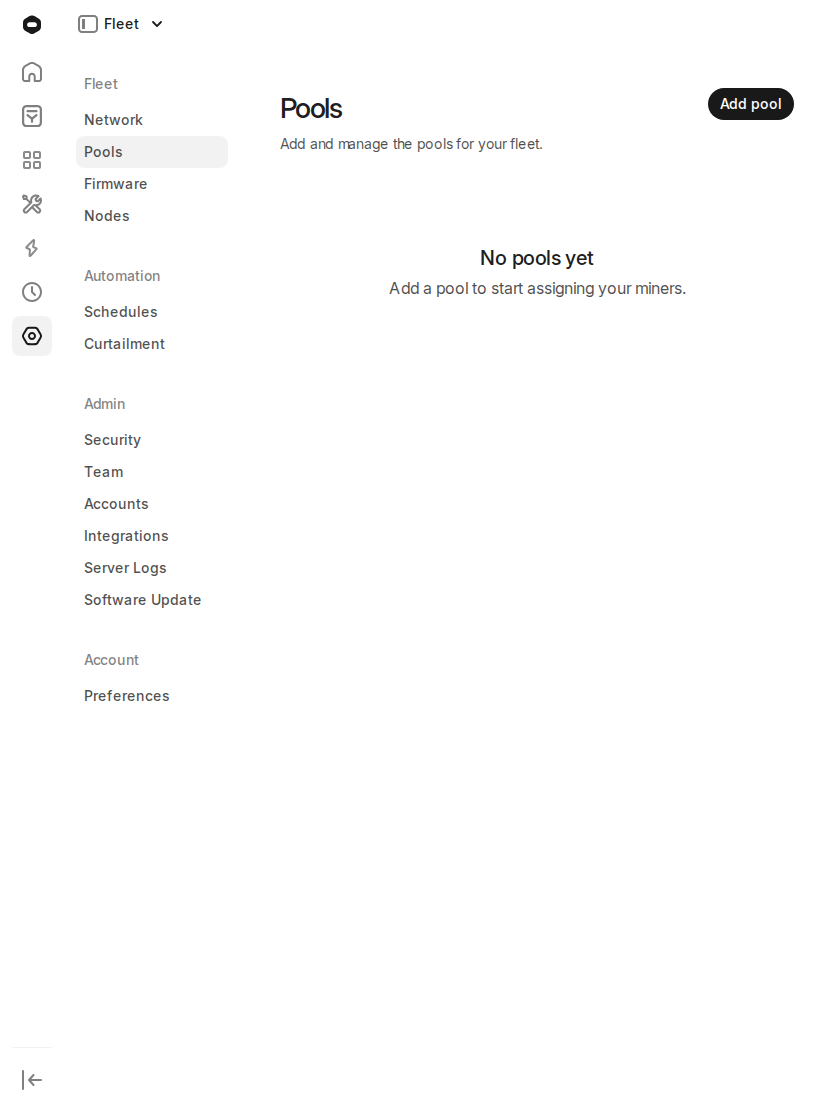 Fleet
Fleet
Network
Pools
Firmware
Nodes
Automation
Schedules
Curtailment
Admin
Security
Team
Accounts
Integrations
Server Logs
Software Update
Account
Preferences
Pools
Add pool
Add and manage the pools for your fleet.
No pools yet
Add a pool to start assigning your miners.